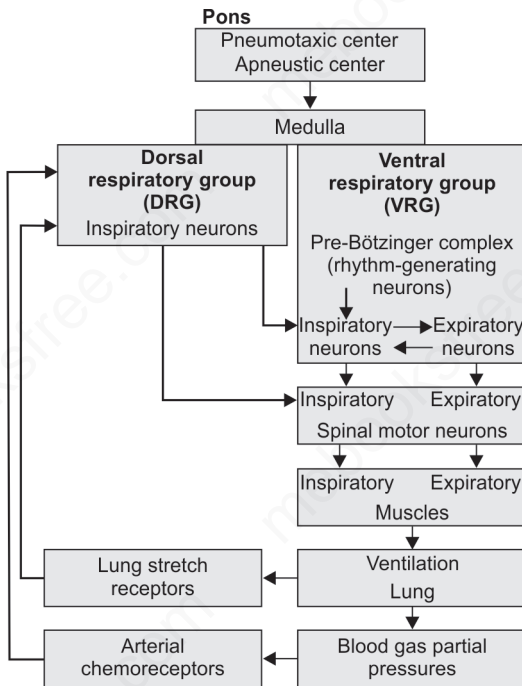 Pons
Pneumotaxic center
Apneustic center
Medulla
Dorsal
respiratory group
(DRG)
Inspiratory neurons
Ventral
respiratory group
(VRG)
Pre-Bötzinger complex
(rhythm-generating
neurons)
Inspiratory Expiratory
neurons neurons
Inspiratory Expiratory
Spinal motor neurons
Inspiratory Expiratory
Muscles
Lung stretch
receptors
Ventilation
Lung
Arterial
chemoreceptors
Blood gas partial
pressures